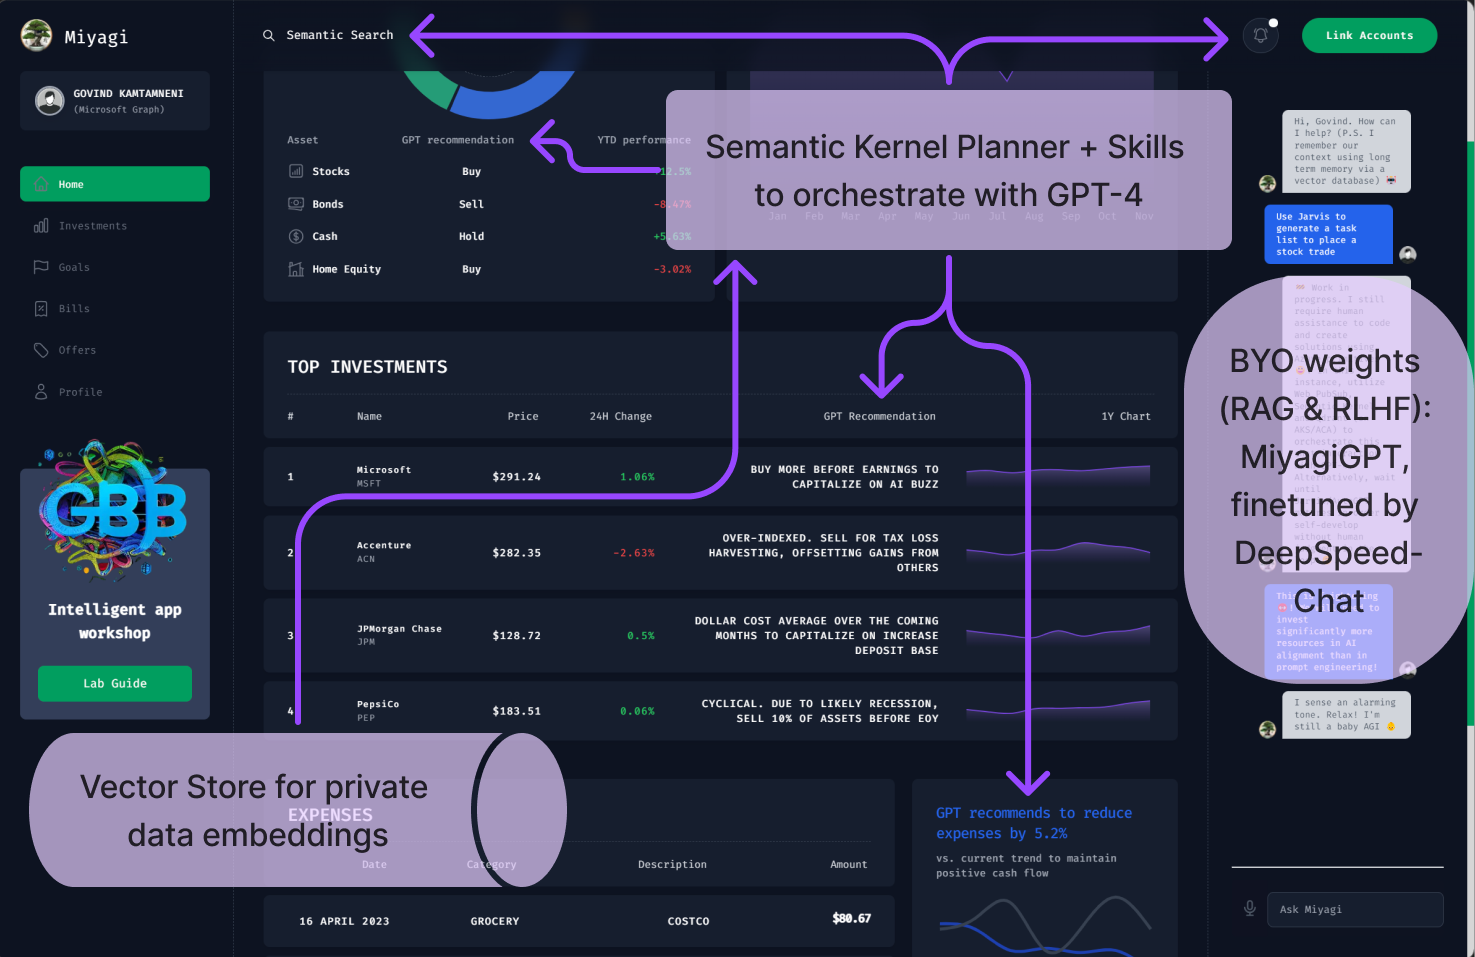 Miyagi
Semantic Search
Link Accounts
GOVIND KAMTAMNENI
(Microsoft Graph)
Home
Investments
Goals
Bills
Offers
Profile
GBB
Intelligent app
workshop
Lab Guide
Asset GPT recommendation YTD performance
Stocks Buy +12.5%
Bonds Sell -8.47%
Cash Hold +5.63%
Home Equity Buy -3.02%
Semantic Kernel Planner + Skills
to orchestrate with GPT-4
Jan Feb Mar Apr May Jun Jul Aug Sep Oct Nov
TOP INVESTMENTS
# Name Price 24H Change GPT Recommendation 1Y Chart
1 Microsoft $291.24 1.06% BUY MORE BEFORE EARNINGS TO
MSFT CAPITALIZE ON AI BUZZ
2 Accenture $282.35 -2.63% OVER-INDEXED. SELL FOR TAX LOSS
ACN HARVESTING, OFFSETTING GAINS FROM
OTHERS
3 JPMorgan Chase $128.72 0.5% DOLLAR COST AVERAGE OVER THE COMING
JPM MONTHS TO CAPITALIZE ON INCREASE
DEPOSIT BASE
4 PepsiCo $183.51 0.06% CYCLICAL. DUE TO LIKELY RECESSION,
PEP SELL 10% OF ASSETS BEFORE EOY
Vector Store for private
data embeddings
EXPENSES
Date Category Description Amount
16 APRIL 2023 GROCERY COSTCO $80.67
GPT recommends to reduce
expenses by 5.2%
vs. current trend to maintain
positive cash flow
Hi, Govind. How can
I help? (P.S. I
remember our
context using long
term memory via a
vector database)
Use Jarvis to
generate a task
list to place a
stock trade
Work in
progress. I still
require human
assistance to code
and create
solutions using
instance, utilize
AKS/ACA) to
orchestrate this
Alternatively, wait
until
self-develop
without human
BYO weights
(RAG & RLHF):
MiyagiGPT,
finetuned by
DeepSpeed-
Chat
to
invest
significantly more
resources in AI
alignment than in
prompt engineering!
I sense an alarming
tone. Relax! I'm
still a baby AGI
Ask Miyagi